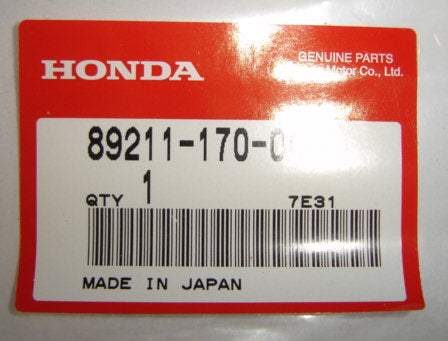 HONDA
GENUINE PARTS
Motor Co., Ltd.
89211-170-0
QTY 1 7E31
MADE IN JAPAN